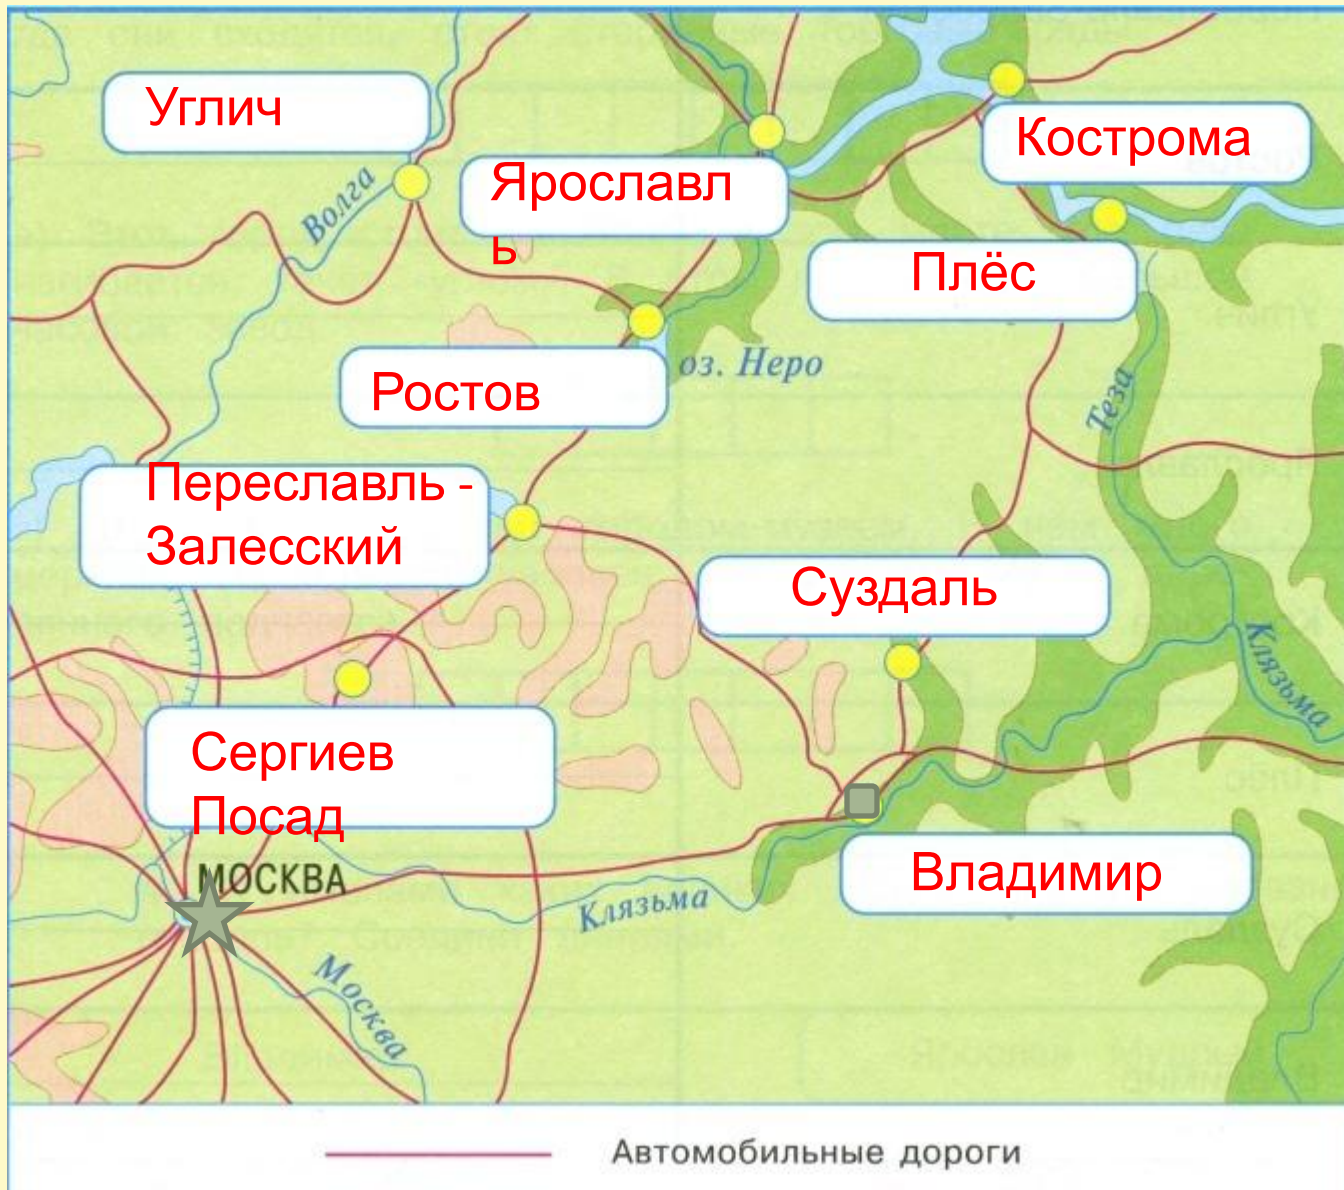 Углич
Кострома
Ярославл
ь
Волга
Плёс
Ростов
оз. Неро
Теза
Переславль -
Залесский
Суздаль
Клязьма
Сергиев
Посад
МОСКВА
Владимир
Клязьма
Москва
Автомобильные дороги